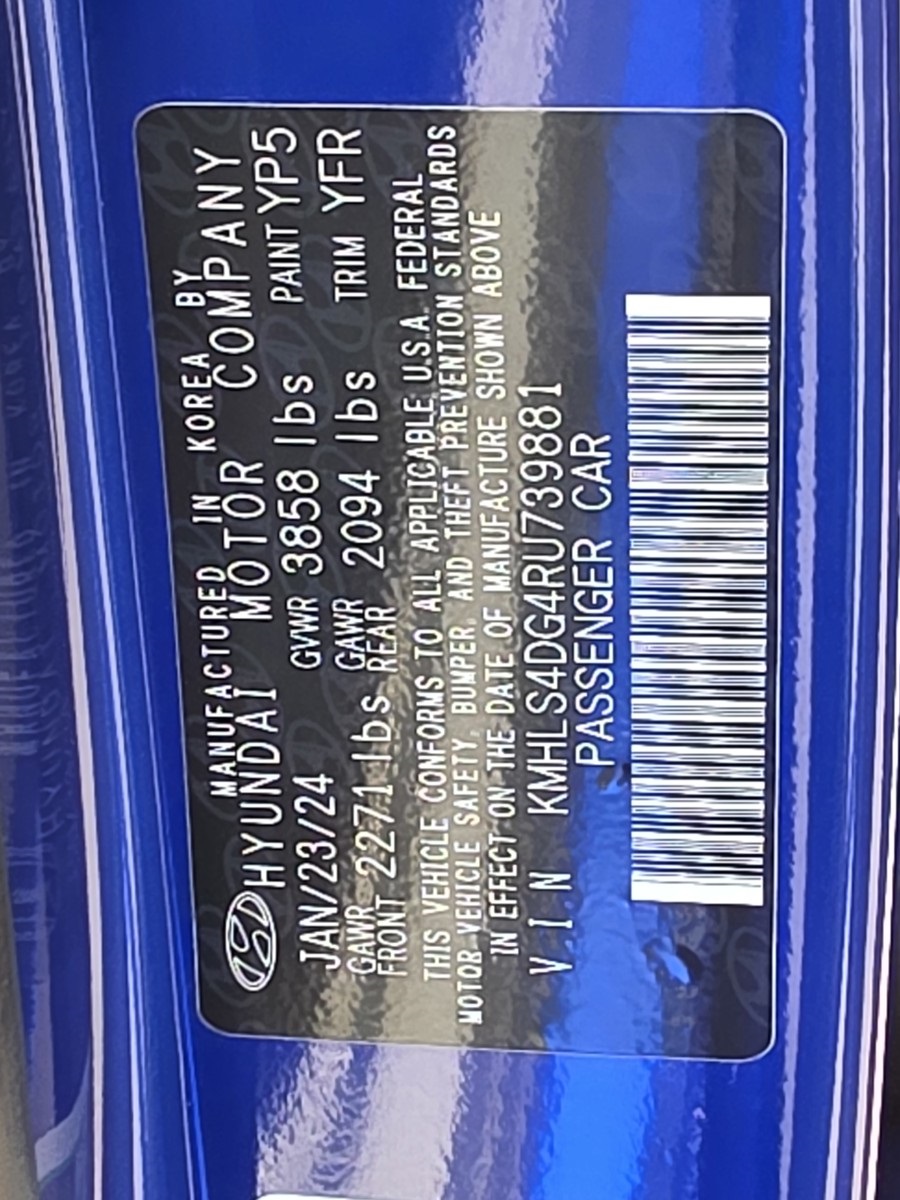 MANUFACTURED IN KOREA BY
HYUNDAI MOTOR COMPANY
JAN/23/24 GVWR 3858 lbs PAINT YP5
GAWR FRONT 2271 lbs GAWR REAR 2094 lbs TRIM YFR
THIS VEHICLE CONFORMS TO ALL APPLICABLE U.S.A. FEDERAL
MOTOR VEHICLE SAFETY, BUMPER, AND THEFT PREVENTION STANDARDS
IN EFFECT ON THE DATE OF MANUFACTURE SHOWN ABOVE
V.I.N KMHLS4DG4RU739881
PASSENGER CAR